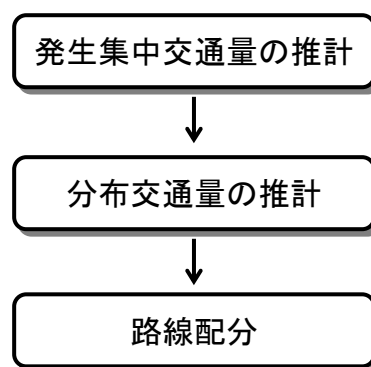 発生集中交通量の推計
分布交通量の推計
路線配分